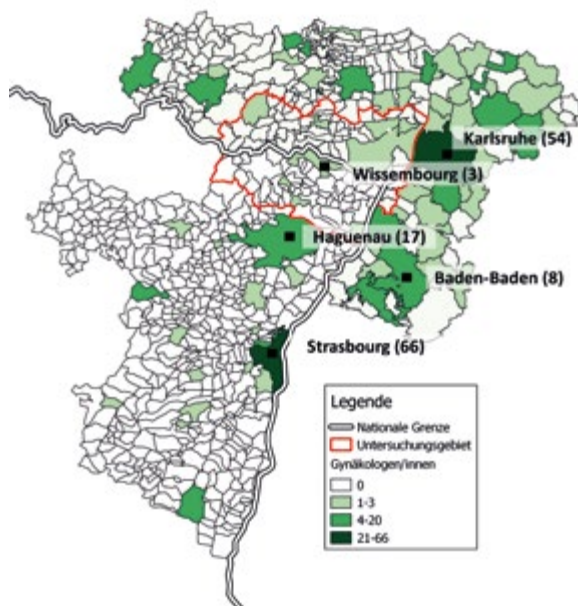 Karlsruhe (54)
Wissembourg (3)
Haguenau (17)
Baden-Baden (8)
Strasbourg (66)
Legende
Nationale Grenze
Untersuchungsgebiet
Gynäkologen/innen
0
1-3
4-20
21-66